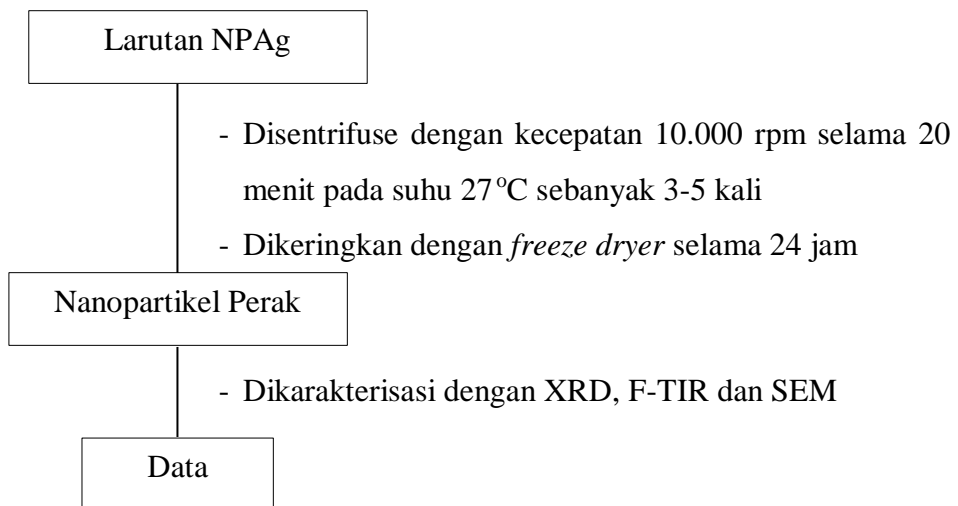 Larutan NPAg
- Disentrifuse dengan kecepatan 10.000 rpm selama 20
menit pada suhu 27 °C sebanyak 3-5 kali
- Dikeringkan dengan freeze dryer selama 24 jam
Nanopartikel Perak
- Dikarakterisasi dengan XRD, F-TIR dan SEM
Data